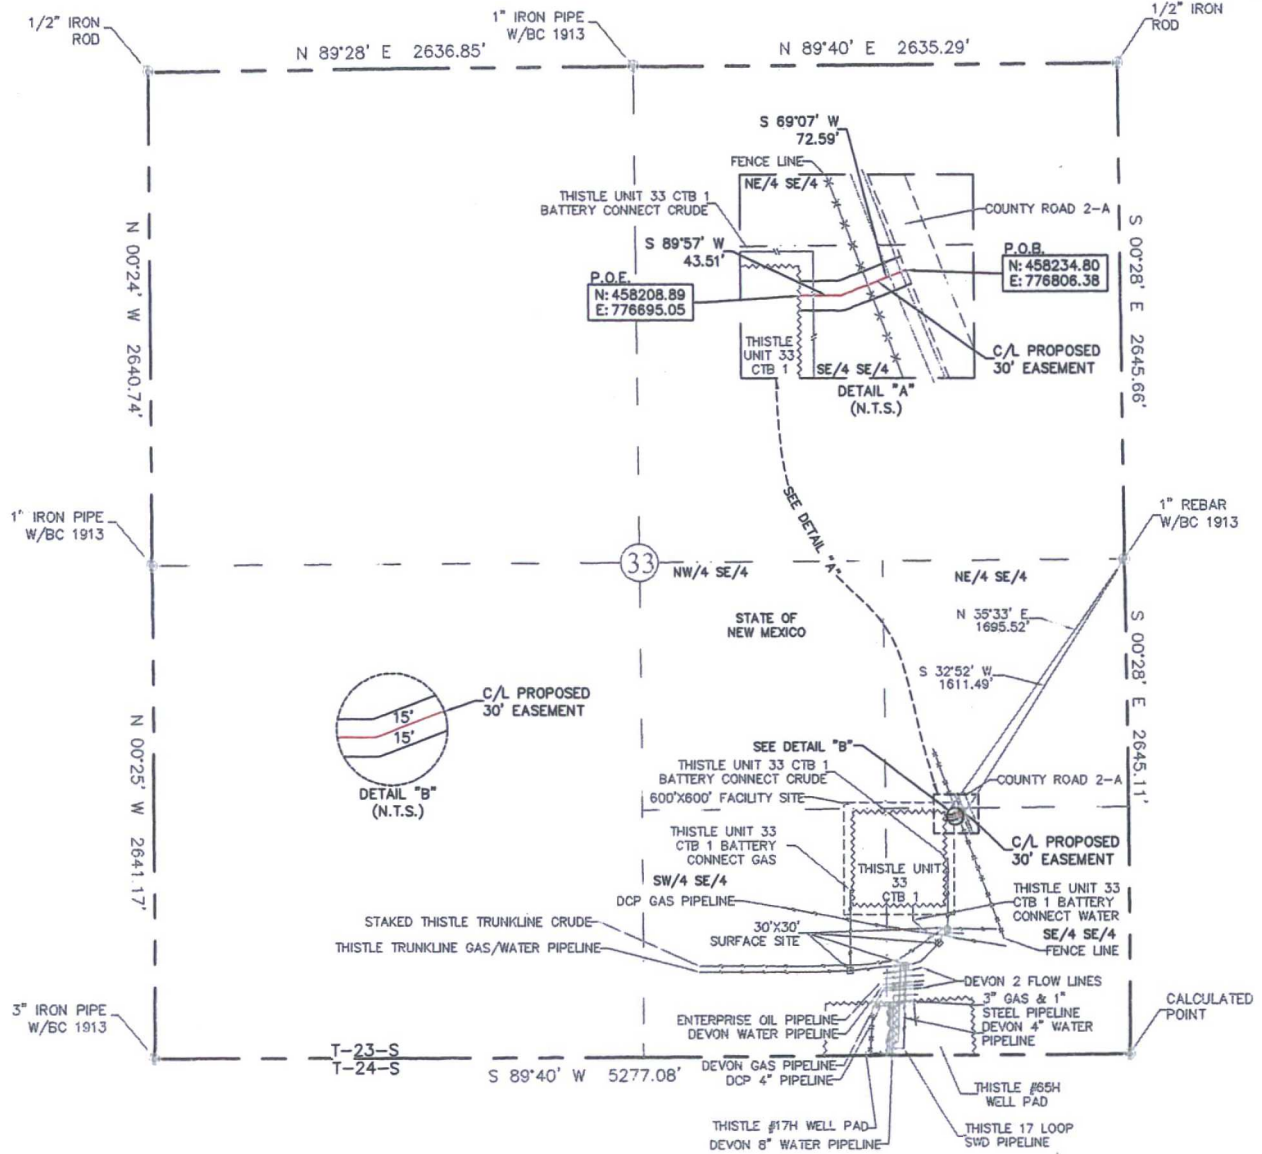 1/2" IRON
ROD
N 89°28' E 2636.85'
1" IRON PIPE
W/BC 1913
N 89°40' E 2635.29'
1/2" IRON
ROD
S 69°07' W
72.59'
FENCE LINE
NE/4 SE/4
THISTLE UNIT 33 CTB 1
BATTERY CONNECT CRUDE
COUNTY ROAD 2-A
S 89°57' W
43.51'
P.O.B.
N: 458234.80
E: 776806.38
P.O.E.
N: 458208.89
E: 776695.05
THISTLE
UNIT 33
CTB 1
SE/4 SE/4
C/L PROPOSED
30' EASEMENT
DETAIL "A"
(N.T.S.)
N 00°24' W 2640.74'
S 00°28' E 2645.66'
SEE DETAIL "A"
1" IRON PIPE
W/BC 1913
1" REBAR
W/BC 1913
33
NW/4 SE/4
NE/4 SE/4
STATE OF
NEW MEXICO
N 35°33' E
1695.52'
S 32°52' W
1611.49'
S 00°28' E 2645.11'
N 00°25' W 2641.17'
15'
15'
C/L PROPOSED
30' EASEMENT
DETAIL "B"
(N.T.S.)
SEE DETAIL "B"
THISTLE UNIT 33 CTB 1
BATTERY CONNECT CRUDE
600'X600' FACILITY SITE
COUNTY ROAD 2-A
THISTLE UNIT 33
CTB 1 BATTERY
CONNECT GAS
C/L PROPOSED
30' EASEMENT
THISTLE UNIT
33
CTB 1
SW/4 SE/4
DCP GAS PIPELINE
THISTLE UNIT 33
CTB 1 BATTERY
CONNECT WATER
SE/4 SE/4
FENCE LINE
STAKED THISTLE TRUNKLINE CRUDE
30'X30'
SURFACE SITE
THISTLE TRUNKLINE GAS/WATER PIPELINE
DEVON 2 FLOW LINES
3" GAS & 1"
STEEL PIPELINE
DEVON 4" WATER
PIPELINE
3" IRON PIPE
W/BC 1913
CALCULATED
POINT
ENTERPRISE OIL PIPELINE
DEVON WATER PIPELINE
T-23-S
T-24-S
S 89°40' W 5277.08'
DEVON GAS PIPELINE
DCP 4" PIPELINE
THISTLE #65H
WELL PAD
THISTLE #17H WELL PAD
DEVON 8" WATER PIPELINE
THISTLE 17 LOOP
SWD PIPELINE